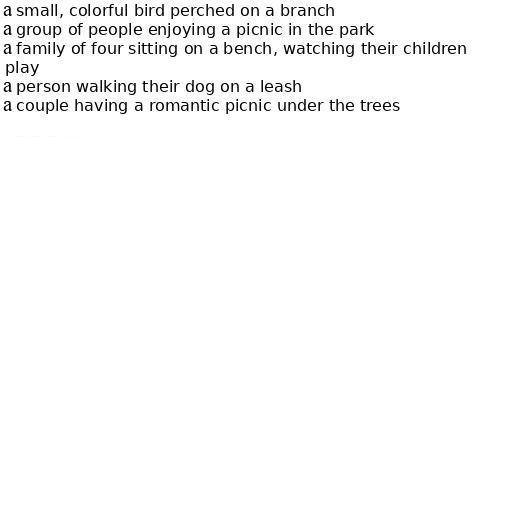 a small, colorful bird perched on a branch
a group of people enjoying a picnic in the park
a family of four sitting on a bench, watching their children
play
a person walking their dog on a leash
a couple having a romantic picnic under the trees